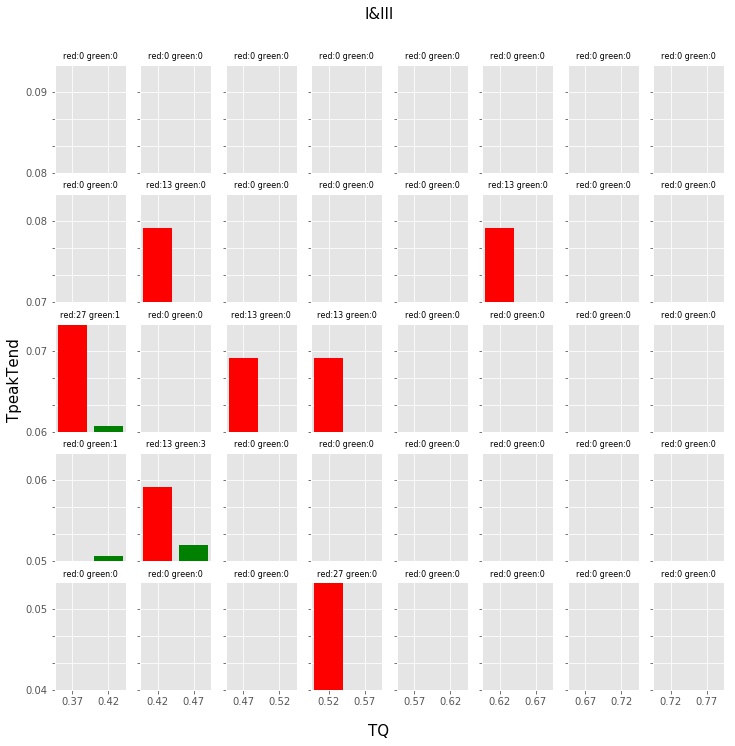 I&III
red:0 green:0 red:0 green:0 red:0 green:0 red:0 green:0 red:0 green:0 red:0 green:0 red:0 green:0 red:0 green:0
0.09
0.08
red:0 green:0 red:13 green:0 red:0 green:0 red:0 green:0 red:0 green:0 red:13 green:0 red:0 green:0 red:0 green:0
0.08
0.07
red:27 green:1 red:0 green:0 red:13 green:0 red:13 green:0 red:0 green:0 red:0 green:0 red:0 green:0 red:0 green:0
0.07
TpeakTend
0.06
red:0 green:1 red:13 green:3 red:0 green:0 red:0 green:0 red:0 green:0 red:0 green:0 red:0 green:0 red:0 green:0
0.06
0.05
red:0 green:0 red:0 green:0 red:0 green:0 red:27 green:0 red:0 green:0 red:0 green:0 red:0 green:0 red:0 green:0
0.05
0.04
0.37 0.42 0.42 0.47 0.47 0.52 0.52 0.57 0.57 0.62 0.62 0.67 0.67 0.72 0.72 0.77
TQ